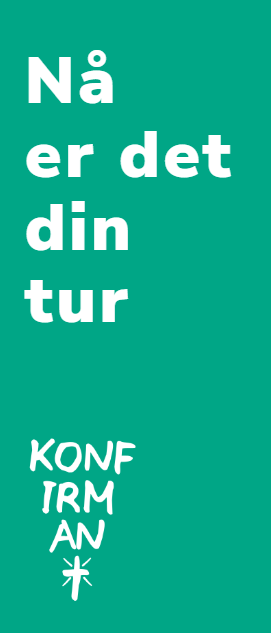 Nå
er det
din
tur
KONF
IRM
AN
t